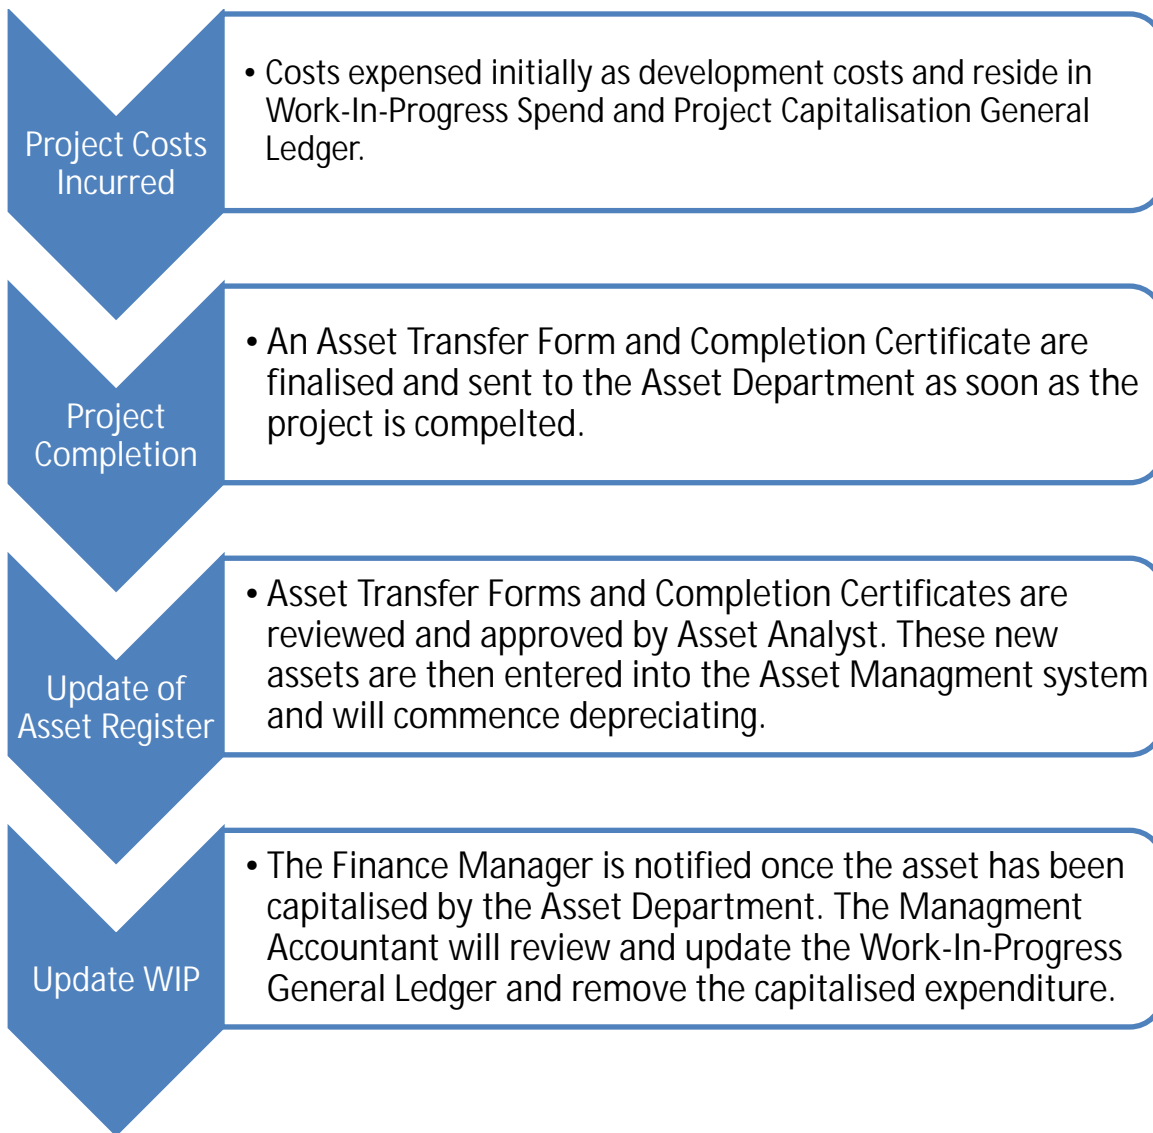 Project Costs
Incurred
• Costs expensed initially as development costs and reside in
Work-In-Progress Spend and Project Capitalisation General
Ledger.
Project
Completion
• An Asset Transfer Form and Completion Certificate are
finalised and sent to the Asset Department as soon as the
project is compelted.
Update of
Asset Register
• Asset Transfer Forms and Completion Certificates are
reviewed and approved by Asset Analyst. These new
assets are then entered into the Asset Managment system
and will commence depreciating.
Update WIP
• The Finance Manager is notified once the asset has been
capitalised by the Asset Department. The Managment
Accountant will review and update the Work-In-Progress
General Ledger and remove the capitalised expenditure.